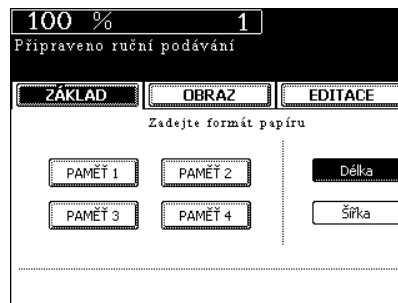 100 % 1
Připraveno ruční podávání
ZÁKLAD OBRAZ EDITACE
Zadejte formát papíru
PAMĚŤ 1 PAMĚŤ 2 Délka
PAMĚŤ 3 PAMĚŤ 4 Šířka